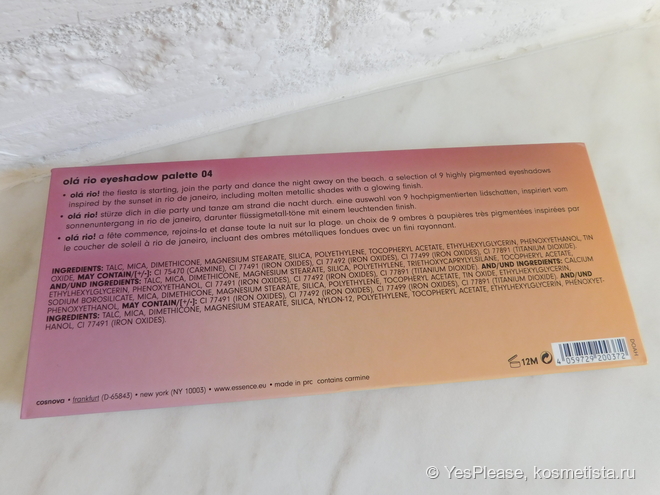 olá rio eyeshadow palette 04
• olá rio! the fiesta is starting, join the party and dance the night away on the beach. a selection of 9 highly pigmented eyeshadows
inspired by the sunset in rio de janeiro, including molten metallic shades with a glowing finish.
• olá rio! stürze dich in die party und tanze am strand die nacht durch. eine auswahl von 9 hochpigmentierten lidschatten, inspiriert vom
sonnenuntergang in rio de janeiro, darunter flüssigmetall-töne mit einem leuchtenden finish.
• olá rio! a fête commence, rejoins-la et danse toute la nuit sur la plage. un choix de 9 ombres à paupières très pigmentées inspirées par
le coucher de soleil à rio de janeiro, incluant des ombres métalliques fondues avec un fini rayonnant.
INGREDIENTS: TALC, MICA, DIMETHICONE, MAGNESIUM STEARATE, SILICA, POLYETHYLENE, TOCOPHERYL ACETATE, ETHYLHEXYLGLYCERIN, PHENOXYETHANOL, TIN
OXIDE. MAY CONTAIN/[+/-]: CI 75470 (CARMINE), CI 77491 (IRON OXIDES), CI 77492 (IRON OXIDES), CI 77499 (IRON OXIDES), CI 77891 (TITANIUM DIOXIDE).
AND/UND INGREDIENTS: TALC, MICA, DIMETHICONE, MAGNESIUM STEARATE, SILICA, POLYETHYLENE, TRIETHOXYCAPRYLYLSILANE, TOCOPHERYL ACETATE,
ETHYLHEXYLGLYCERIN, PHENOXYETHANOL, CI 77491 (IRON OXIDES), CI 77492 (IRON OXIDES), CI 77891 (TITANIUM DIOXIDE). AND/UND INGREDIENTS: CALCIUM
SODIUM BOROSILICATE, MICA, DIMETHICONE, MAGNESIUM STEARATE, SILICA, POLYETHYLENE, TOCOPHERYL ACETATE, TIN OXIDE, ETHYLHEXYLGLYCERIN,
PHENOXYETHANOL. MAY CONTAIN/[+/-]: CI 77491 (IRON OXIDES), CI 77492 (IRON OXIDES), CI 77499 (IRON OXIDES), CI 77891 (TITANIUM DIOXIDE). AND/UND
INGREDIENTS: TALC, MICA, DIMETHICONE, MAGNESIUM STEARATE, SILICA, NYLON-12, POLYETHYLENE, TOCOPHERYL ACETATE, ETHYLHEXYLGLYCERIN, PHENOXYET-
HANOL, CI 77491 (IRON OXIDES).
12M
4 059729 200372
cosnova • frankfurt (D-65843) • new york (NY 10003) • www.essence.eu • made in prc contains carmine
© YesPlease, kosmetista.ru